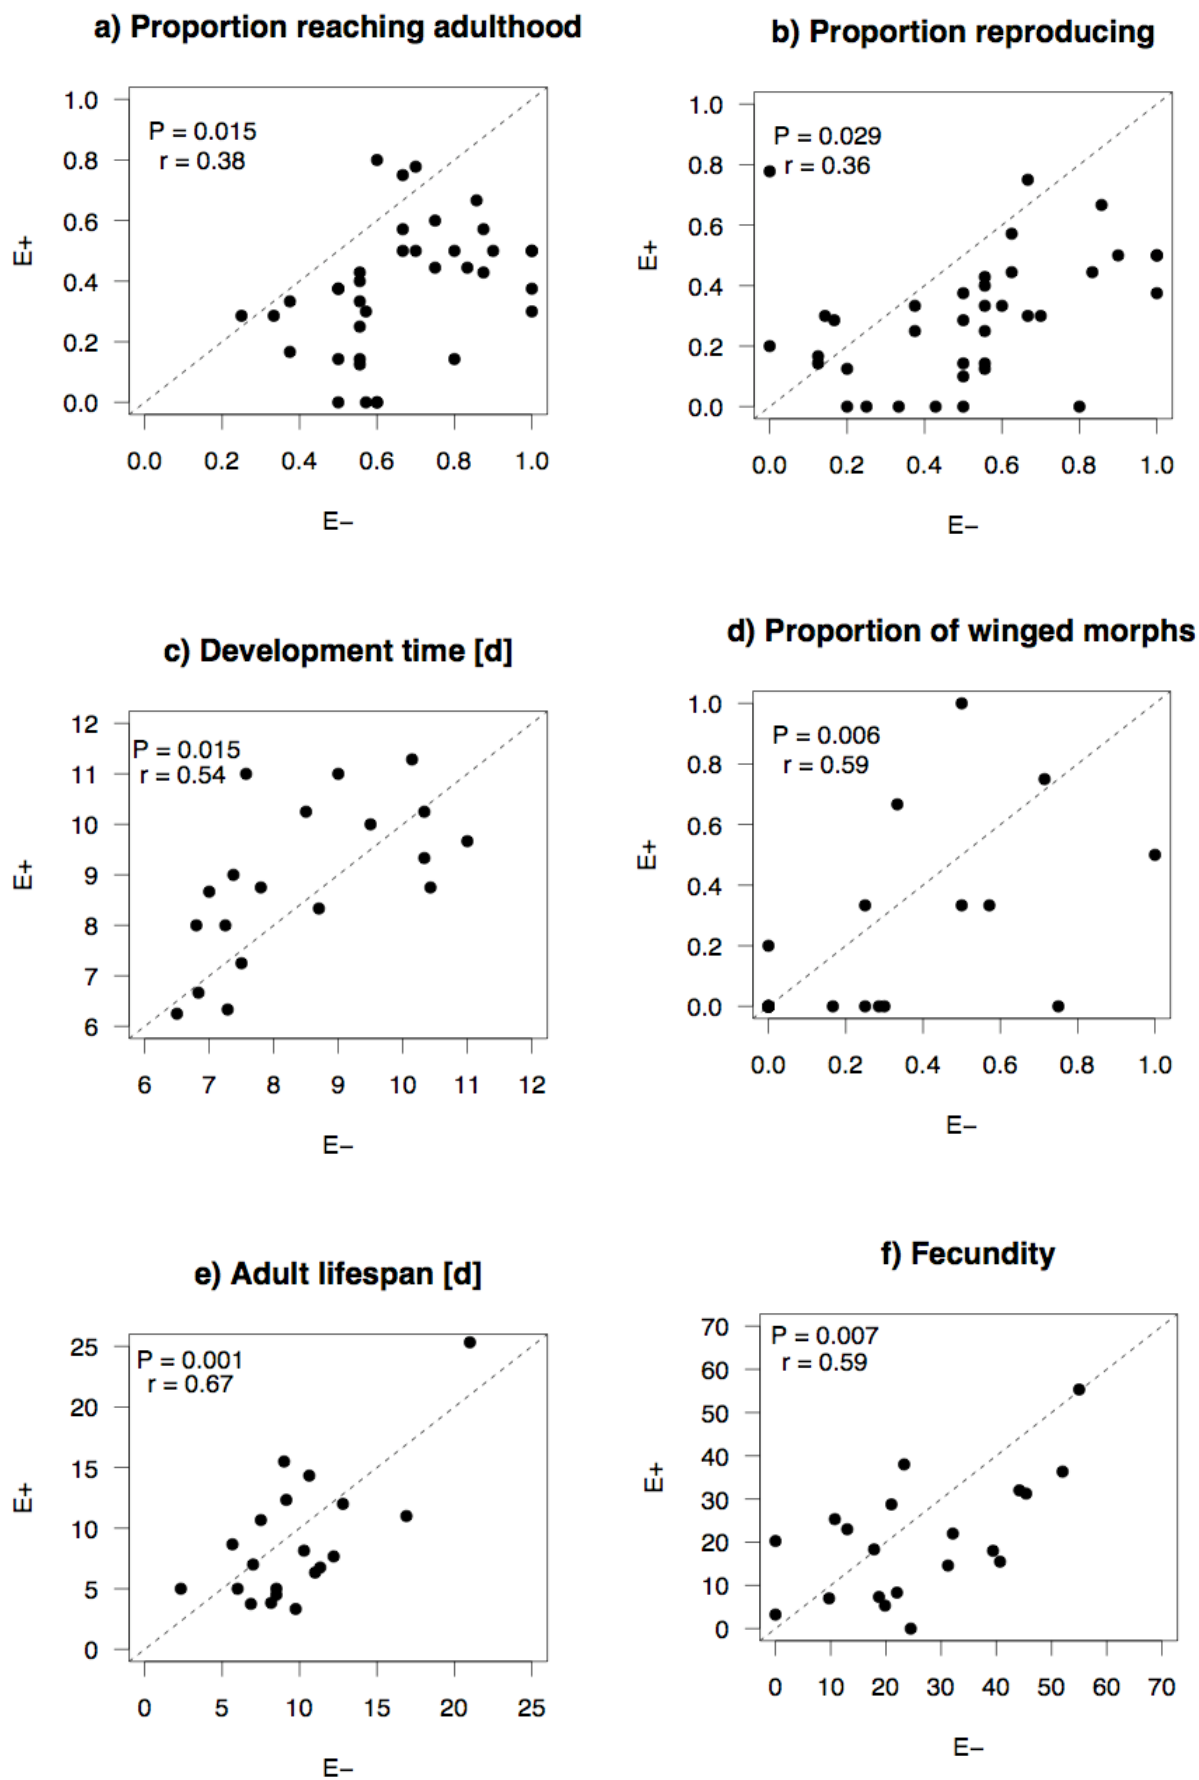 a) Proportion reaching adulthood
P = 0.015
r = 0.38
1.0
0.8
0.6
0.4
0.2
0.0
E+
0.0 0.2 0.4 0.6 0.8 1.0
E−
b) Proportion reproducing
P = 0.029
r = 0.36
1.0
0.8
0.6
0.4
0.2
0.0
E+
0.0 0.2 0.4 0.6 0.8 1.0
E−
c) Development time [d]
P = 0.015
r = 0.54
12
11
10
9
8
7
6
E+
6 7 8 9 10 11 12
E−
d) Proportion of winged morphs
P = 0.006
r = 0.59
1.0
0.8
0.6
0.4
0.2
0.0
E+
0.0 0.2 0.4 0.6 0.8 1.0
E−
e) Adult lifespan [d]
P = 0.001
r = 0.67
25
20
15
10
5
0
E+
0 5 10 15 20 25
E−
f) Fecundity
P = 0.007
r = 0.59
70
60
50
40
30
20
10
0
E+
0 10 20 30 40 50 60 70
E−